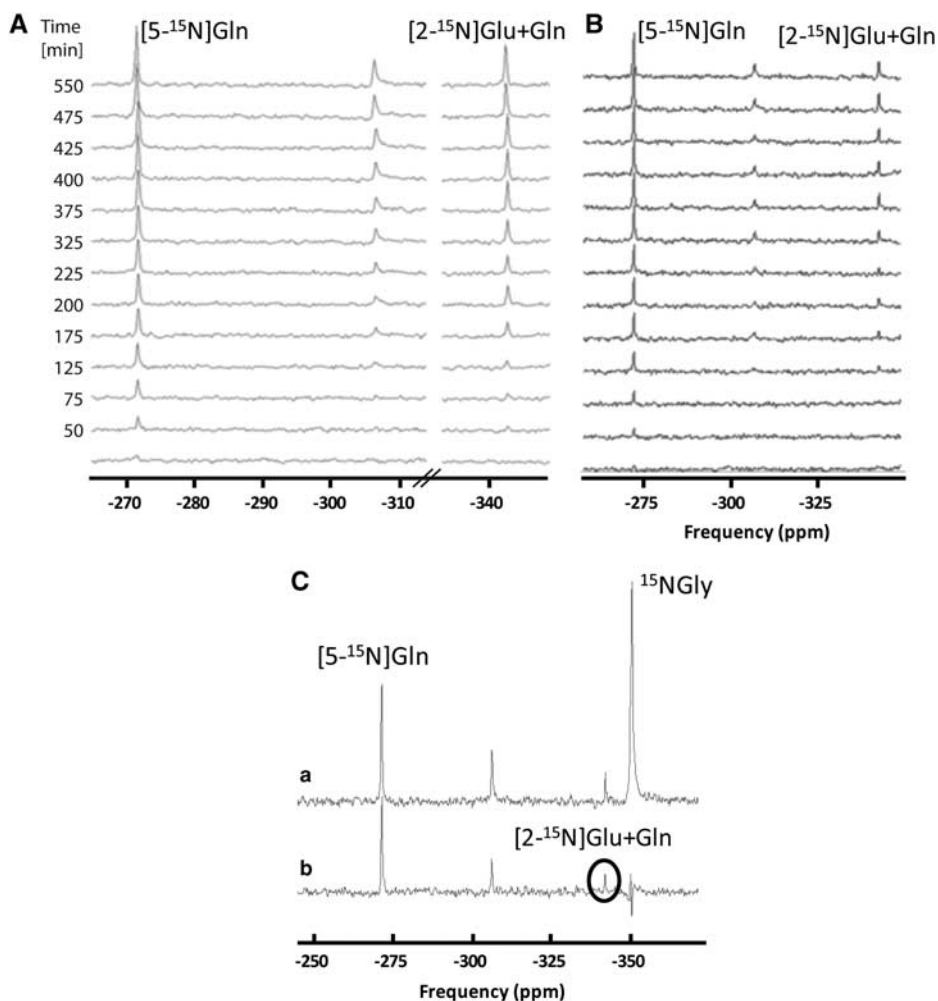 A
Time
[min]
[5-¹⁵N]Gln
[2-¹⁵N]Glu+Gln
550
475
425
400
375
325
225
200
175
125
75
50
-270
-280
-290
-300
-310
-340
B
[5-¹⁵N]Gln
[2-¹⁵N]Glu+Gln
-275
-300
-325
Frequency (ppm)
C
¹⁵NGly
[5-¹⁵N]Gln
a
[2-¹⁵N]Glu+Gln
b
-250
-275
-300
-325
-350
Frequency (ppm)